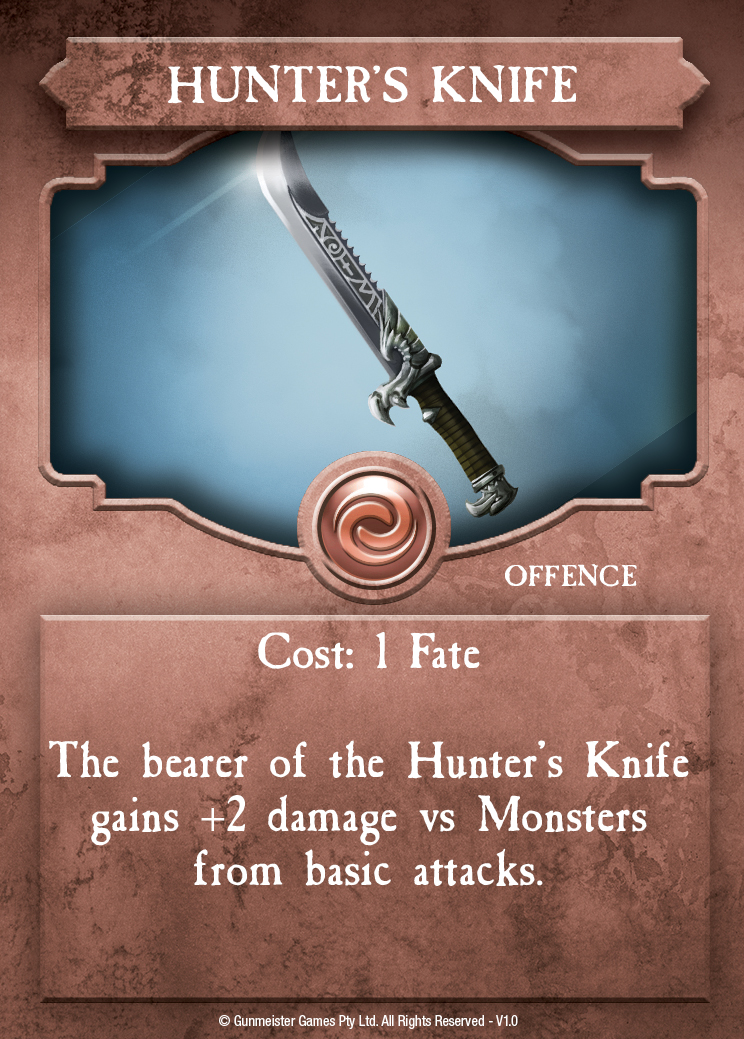 HUNTER'S KNIFE
OFFENCE
Cost: 1 Fate
The bearer of the Hunter's Knife
gains +2 damage vs Monsters
from basic attacks.
© Gunmeister Games Pty Ltd. All Rights Reserved - V1.0